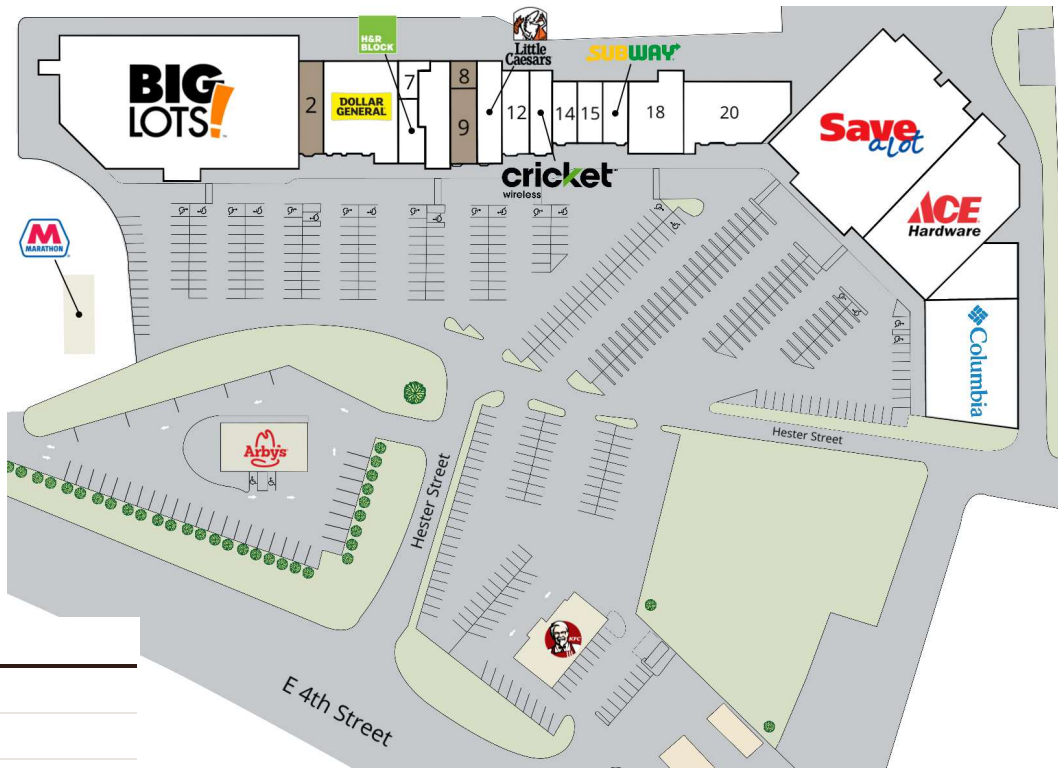 H&R
BLOCK
Little
Caesars
SUBWAY
BIG
LOTS!
2
DOLLAR
GENERAL
7
8
9
12
14
15
18
20
cricket
wireless
Save
a lot
ACE
Hardware
M
MARATHON
Columbia
Arby's
Hester Street
Hester Street
KFC
E 4th Street